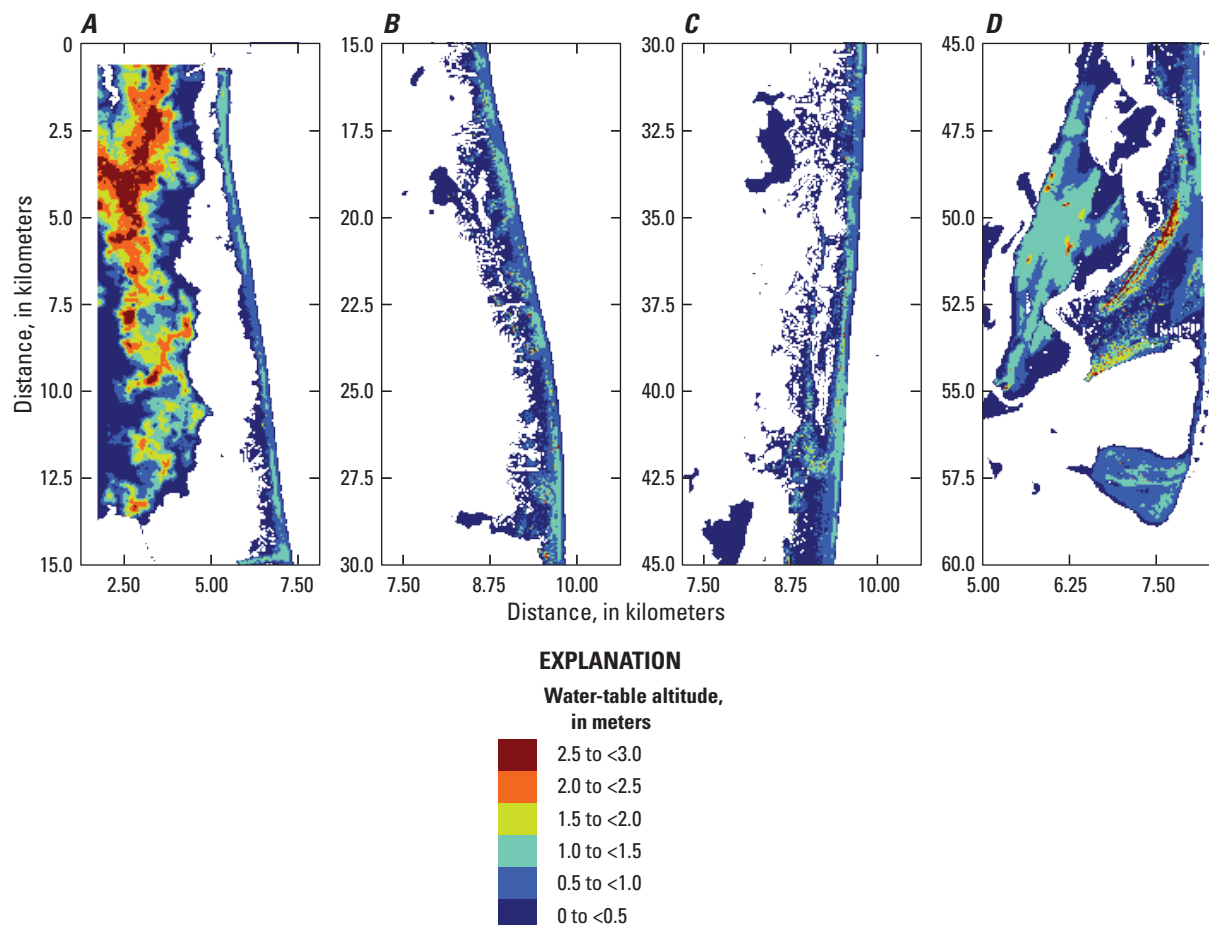 A
B
C
D
0
2.5
5.0
7.5
10.0
12.5
15.0
2.50 5.00 7.50
15.0
17.5
20.0
22.5
25.0
27.5
30.0
7.50 8.75 10.00
30.0
32.5
35.0
37.5
40.0
42.5
45.0
7.50 8.75 10.00
45.0
47.5
50.0
52.5
55.0
57.5
60.0
5.00 6.25 7.50
Distance, in kilometers
Distance, in kilometers
EXPLANATION
Water-table altitude,
in meters
2.5 to <3.0
2.0 to <2.5
1.5 to <2.0
1.0 to <1.5
0.5 to <1.0
0 to <0.5